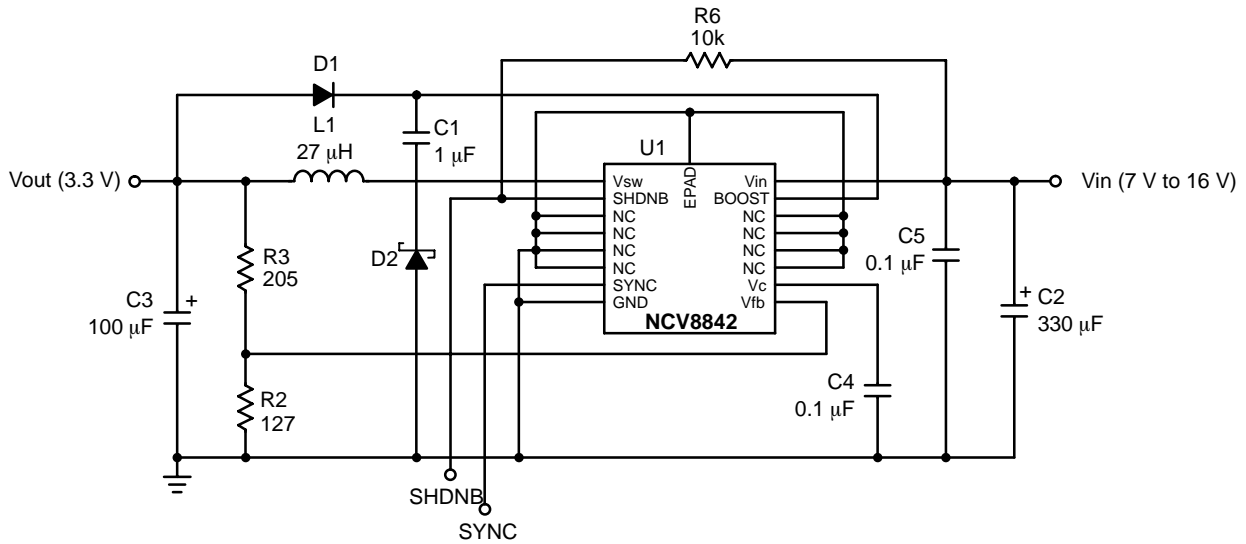 R6
10k
D1
L1
27 μH
C1
1 μF
U1
Vout (3.3 V)
Vin (7 V to 16 V)
Vsw
SHDNB
NC
NC
NC
NC
SYNC
GND
EPAD
Vin
BOOST
NC
NC
NC
NC
Vc
Vfb
NCV8842
D2
R3
205
C3
+
100 μF
R2
127
C5
0.1 μF
+
C2
330 μF
C4
0.1 μF
SHDNB
SYNC